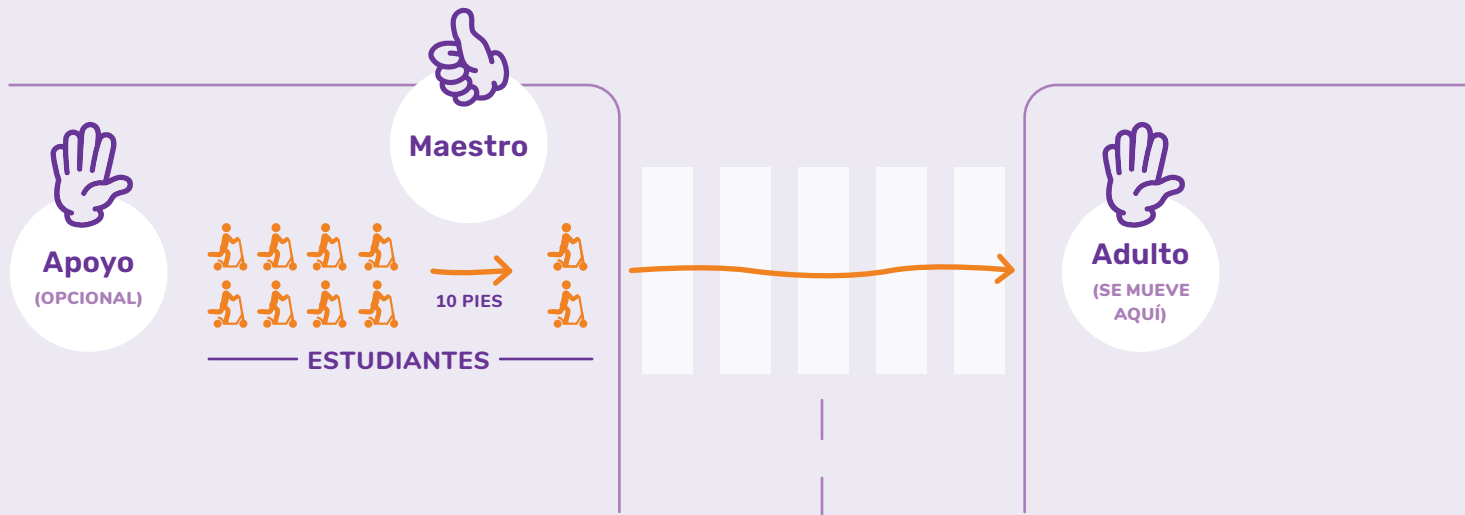 Maestro
Apoyo
(OPCIONAL)
10 PIES
ESTUDIANTES
Adulto
(SE MUEVE
AQUÍ)